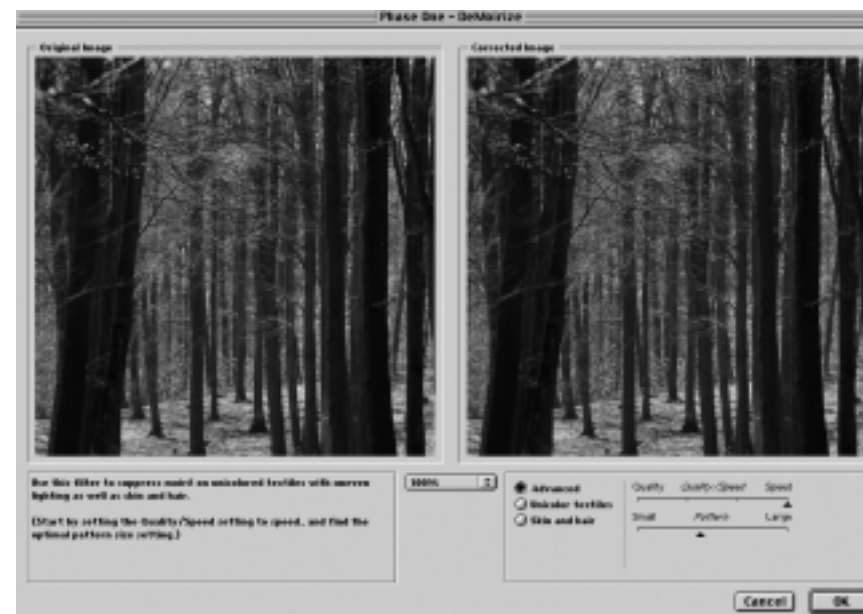 Phase One - DeMoirize
Original Image
Corrected Image
Use this filter to suppress moiré on unicolored textiles with uneven
lighting as well as skin and hair.
(Start by setting the Quality/Speed setting to speed, and find the
optimal pattern size setting.)
100%
Advanced
Unicolor textiles
Skin and hair
Quality Quality/Speed Speed
Small Pattern Large
Cancel OK